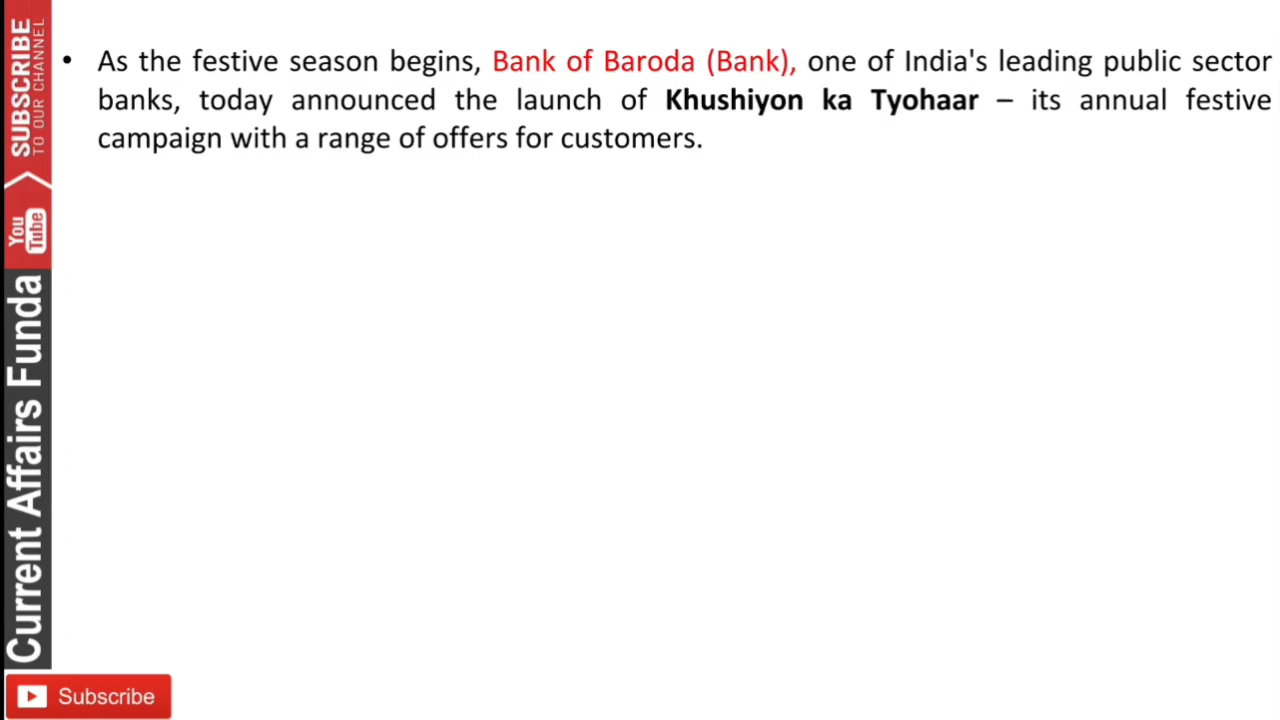 • As the festive season begins, Bank of Baroda (Bank), one of India's leading public sector
banks, today announced the launch of Khushiyon ka Tyohaar – its annual festive
campaign with a range of offers for customers.
SUBSCRIBE
TO OUR CHANNEL
You
Tube
Current Affairs Funda
Subscribe